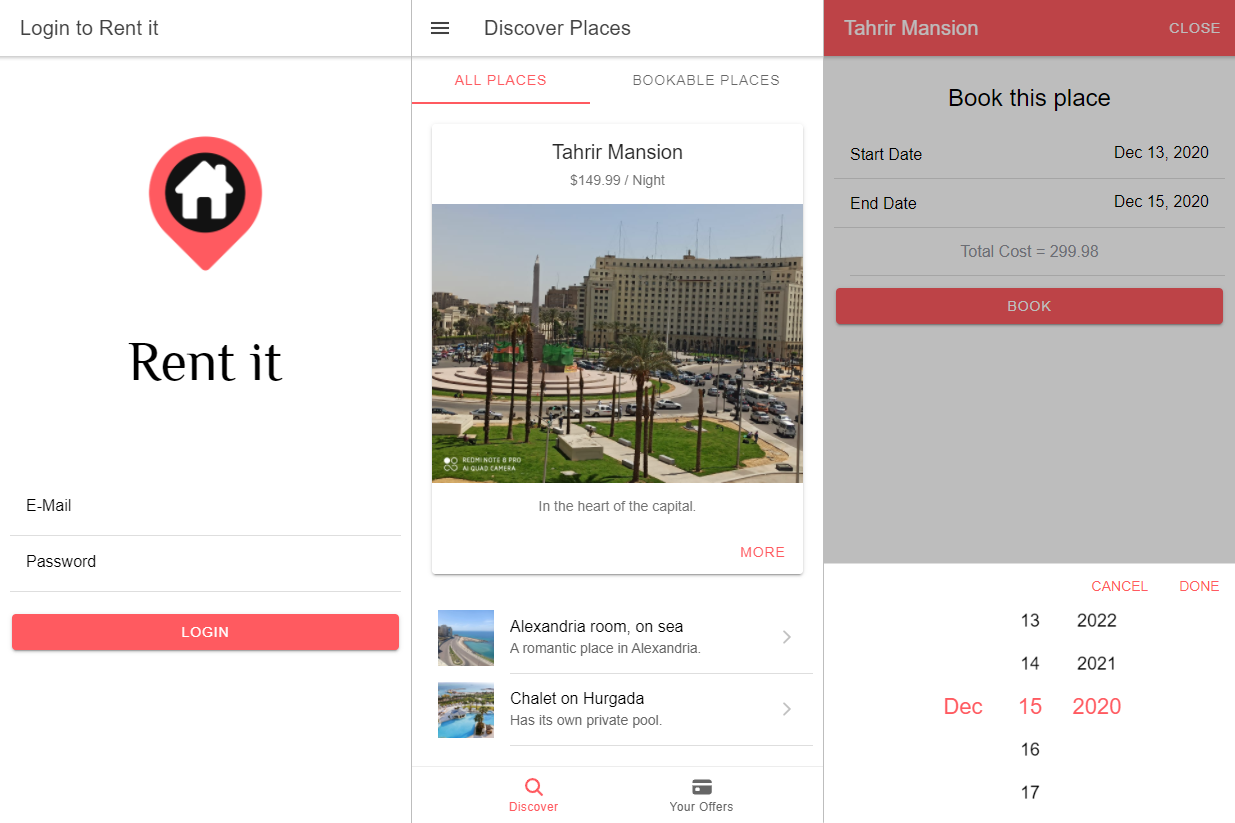 Login to Rent it
Rent it
E-Mail
Password
LOGIN
Discover Places
ALL PLACES
BOOKABLE PLACES
Tahrir Mansion
$149.99 / Night
REDMI NOTE 8 PRO
AI QUAD CAMERA
In the heart of the capital.
MORE
Alexandria room, on sea
A romantic place in Alexandria.
Chalet on Hurgada
Has its own private pool.
Discover
Your Offers
Tahrir Mansion
CLOSE
Book this place
Start Date
Dec 13, 2020
End Date
Dec 15, 2020
Total Cost = 299.98
BOOK
CANCEL
DONE
13 2022
14 2021
Dec 15 2020
16
17